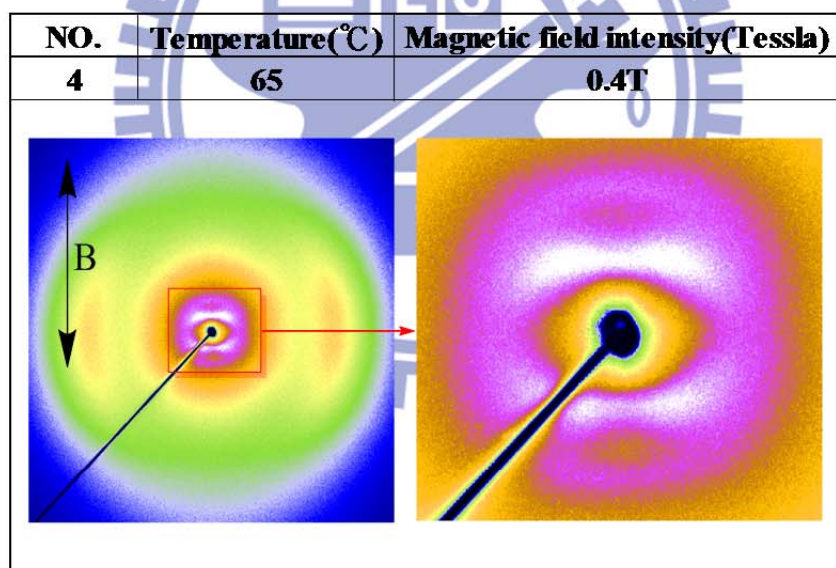 NO. Temperature(℃) Magnetic field intensity(Tessla)
4 65 0.4T
B